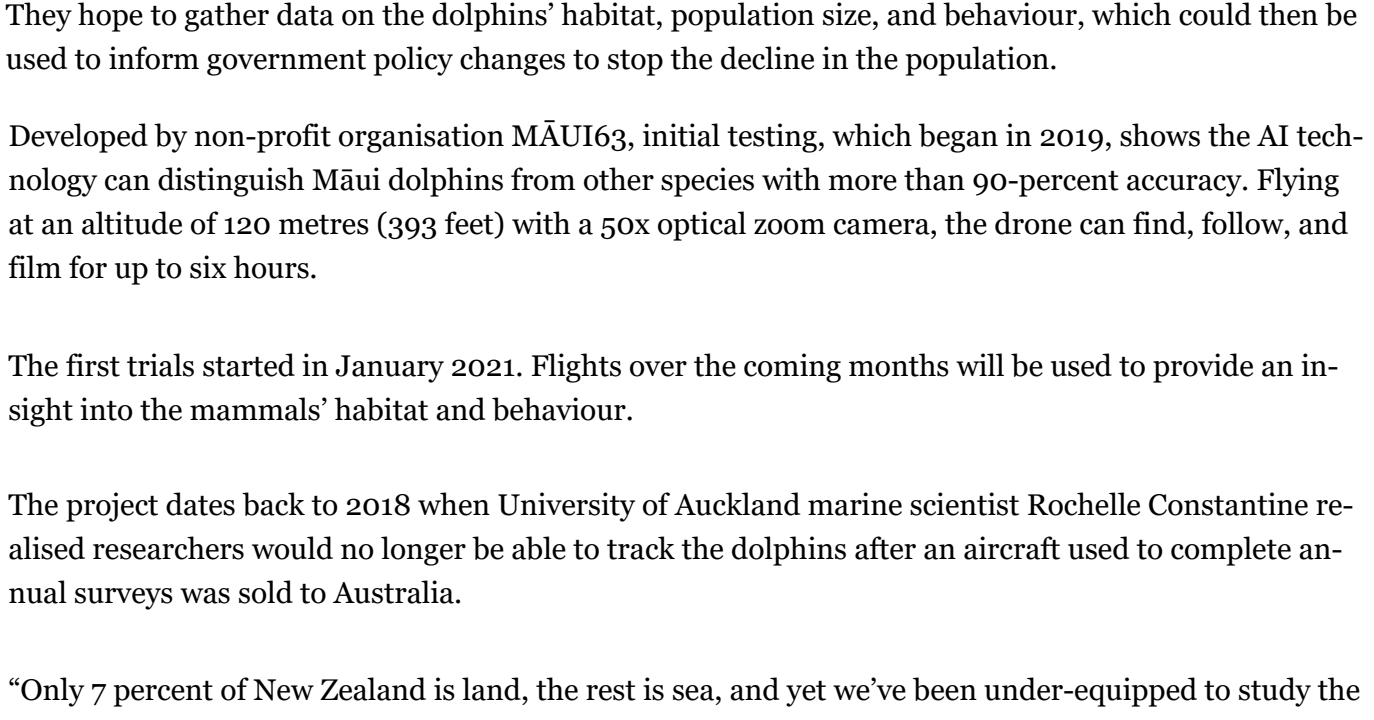 They hope to gather data on the dolphins’ habitat, population size, and behaviour, which could then be
used to inform government policy changes to stop the decline in the population.
Developed by non-profit organisation MĀUI63, initial testing, which began in 2019, shows the AI tech-
nology can distinguish Māui dolphins from other species with more than 90-percent accuracy. Flying
at an altitude of 120 metres (393 feet) with a 50x optical zoom camera, the drone can find, follow, and
film for up to six hours.
The first trials started in January 2021. Flights over the coming months will be used to provide an in-
sight into the mammals’ habitat and behaviour.
The project dates back to 2018 when University of Auckland marine scientist Rochelle Constantine re-
alised researchers would no longer be able to track the dolphins after an aircraft used to complete an-
nual surveys was sold to Australia.
“Only 7 percent of New Zealand is land, the rest is sea, and yet we’ve been under-equipped to study the